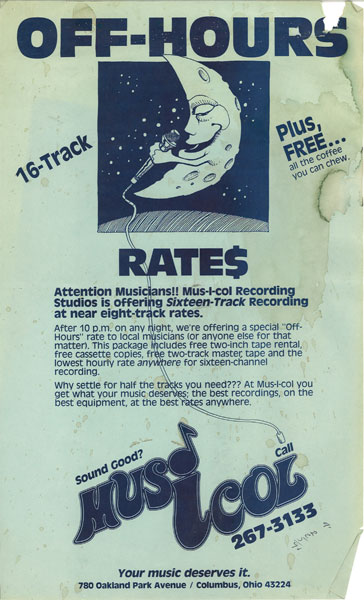 OFF-HOURS
16-Track
Plus,
FREE...
all the coffee
you can chew.
RATE$
Attention Musicians!! Mus-I-col Recording
Studios is offering Sixteen-Track Recording
at near eight-track rates.
After 10 p.m. on any night, we're offering a special "Off-
Hours" rate to local musicians (or anyone else for that
matter). This package includes free two-inch tape rental,
free cassette copies, free two-track master, tape and the
lowest hourly rate anywhere for sixteen-channel
recording.
Why settle for half the tracks you need??? At Mus-I-col you
get what your music deserves; the best recordings, on the
best equipment, at the best rates anywhere.
Sound Good?
Call
MUSICOL
267-3133
Your music deserves it.
780 Oakland Park Avenue / Columbus, Ohio 43224